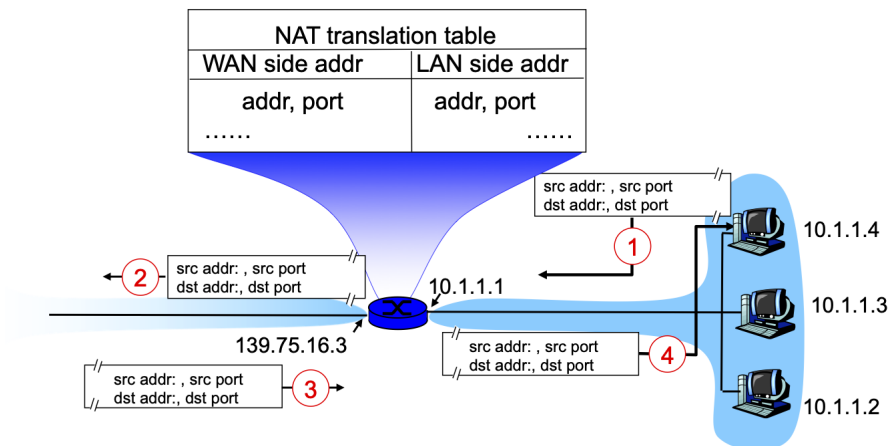 NAT translation table
WAN side addr LAN side addr
addr, port addr, port
...... ......
src addr: , src port
dst addr:, dst port
1
10.1.1.4
2
src addr: , src port
dst addr:, dst port
10.1.1.1
10.1.1.3
139.75.16.3
src addr: , src port
dst addr:, dst port
4
src addr: , src port
dst addr:, dst port
3
10.1.1.2